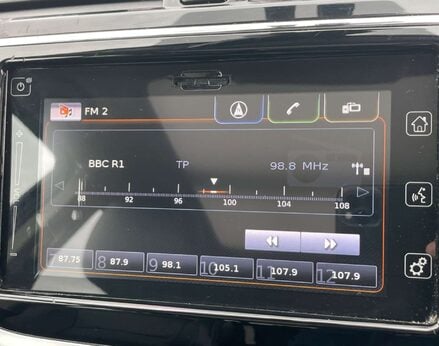 FM 2
BBC R1 TP 98.8 MHz
88 92 96 100 104 108
7 87.75 8 87.9 9 98.1 10 105.1 11 107.9 12 107.9